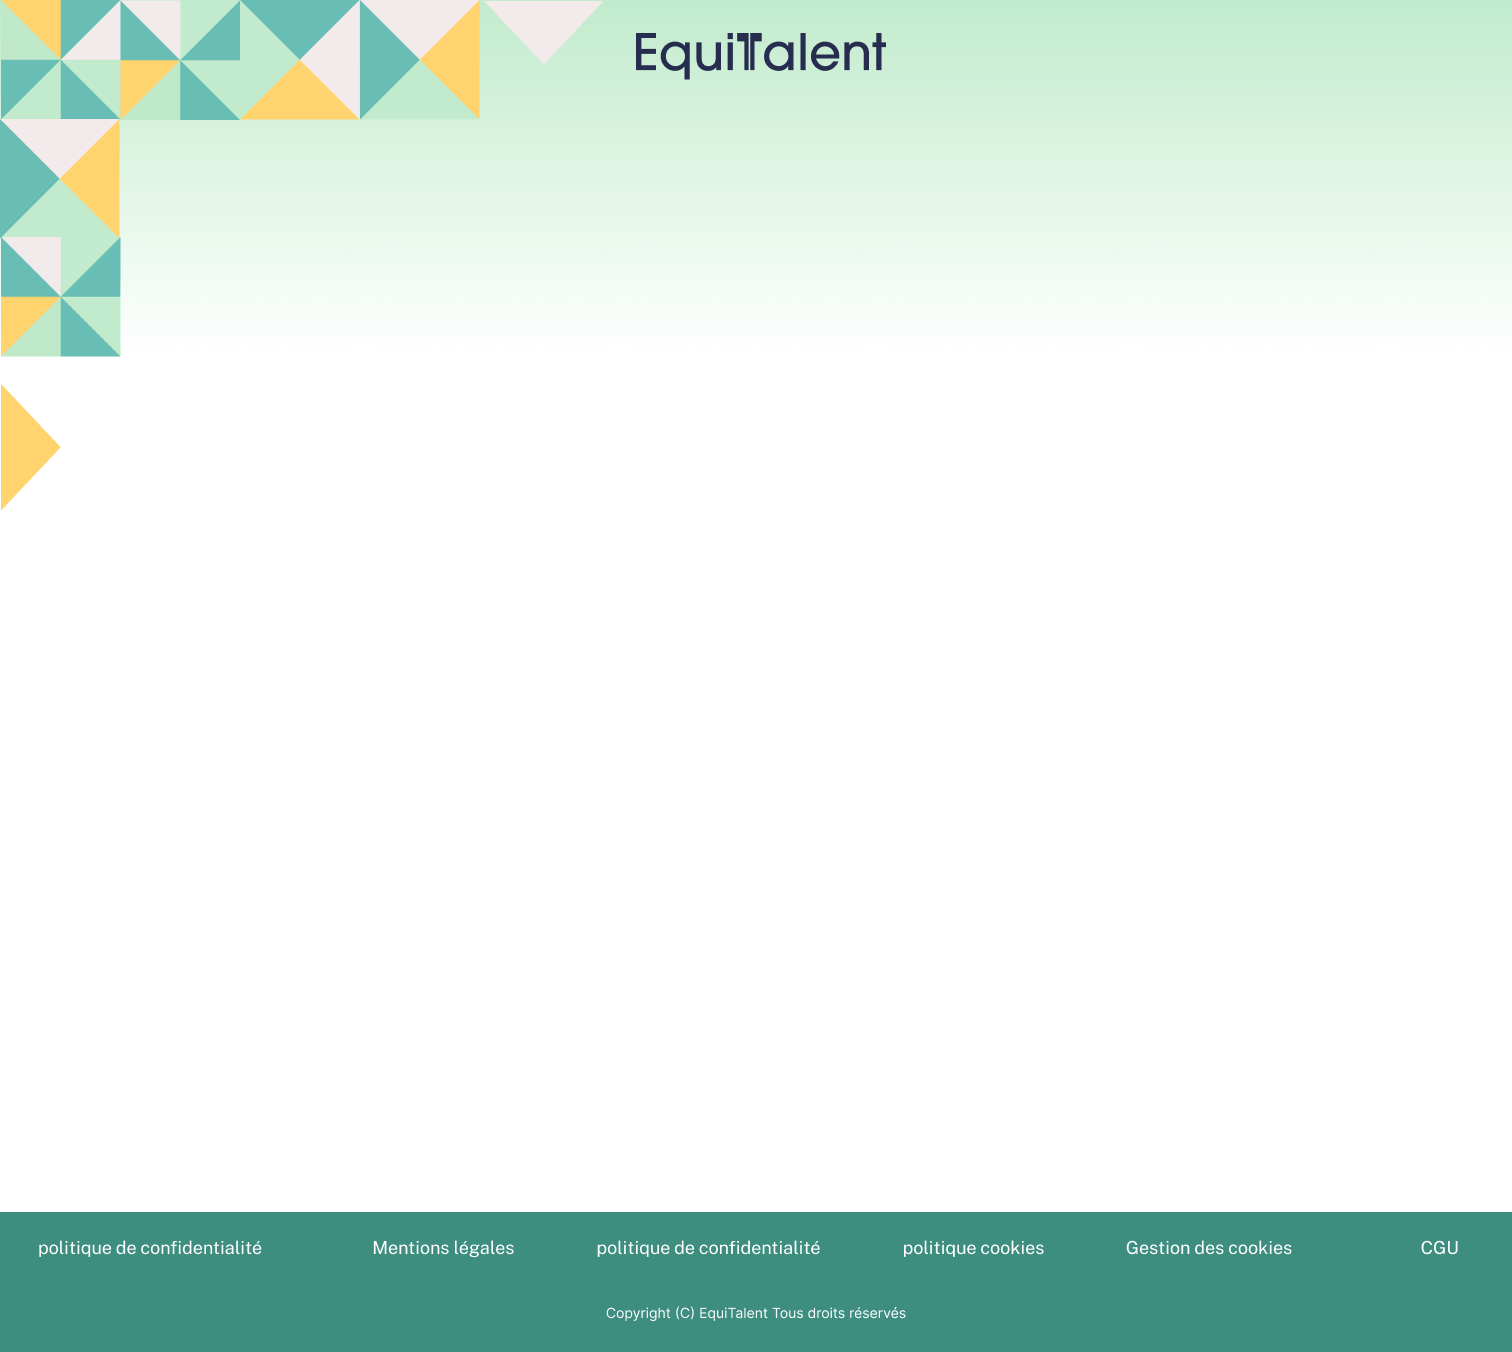 EquiTalent
politique de confidentialité Mentions légales politique de confidentialité politique cookies Gestion des cookies CGU
Copyright (C) EquiTalent Tous droits réservés